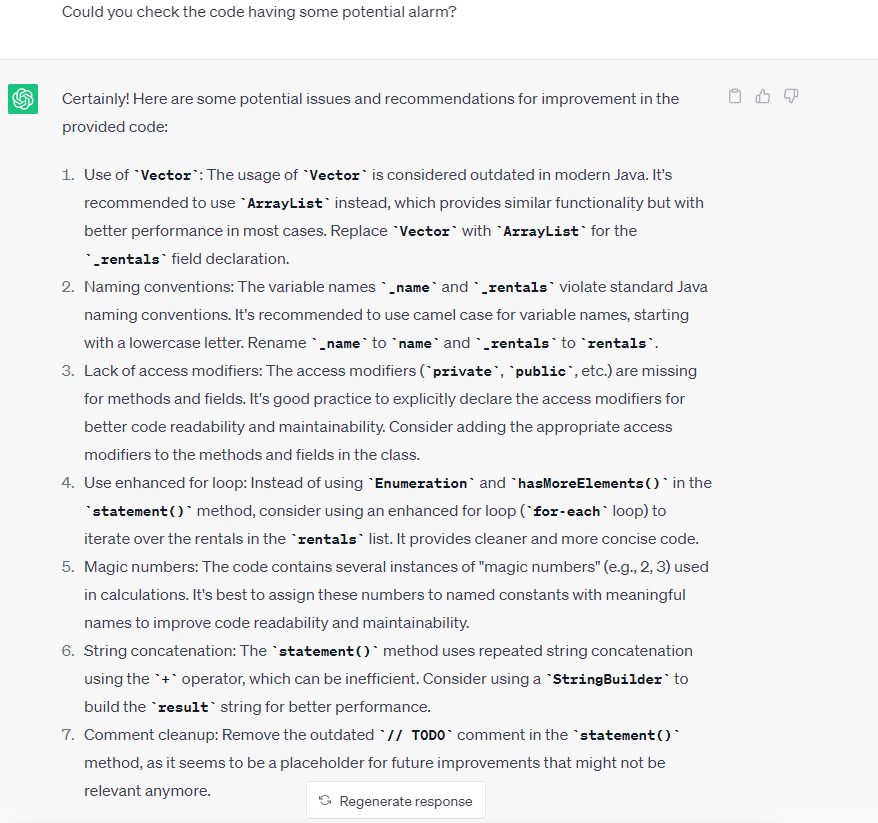 Could you check the code having some potential alarm?
Certainly! Here are some potential issues and recommendations for improvement in the
provided code:
1. Use of `Vector`: The usage of `Vector` is considered outdated in modern Java. It's
recommended to use `ArrayList` instead, which provides similar functionality but with
better performance in most cases. Replace `Vector` with `ArrayList` for the
`_rentals` field declaration.
2. Naming conventions: The variable names `_name` and `_rentals` violate standard Java
naming conventions. It's recommended to use camel case for variable names, starting
with a lowercase letter. Rename `_name` to `name` and `_rentals` to `rentals`.
3. Lack of access modifiers: The access modifiers (`private`, `public`, etc.) are missing
for methods and fields. It's good practice to explicitly declare the access modifiers for
better code readability and maintainability. Consider adding the appropriate access
modifiers to the methods and fields in the class.
4. Use enhanced for loop: Instead of using `Enumeration` and `hasMoreElements()` in the
`statement()` method, consider using an enhanced for loop (`for-each` loop) to
iterate over the rentals in the `rentals` list. It provides cleaner and more concise code.
5. Magic numbers: The code contains several instances of "magic numbers" (e.g., 2, 3) used
in calculations. It's best to assign these numbers to named constants with meaningful
names to improve code readability and maintainability.
6. String concatenation: The `statement()` method uses repeated string concatenation
using the `+` operator, which can be inefficient. Consider using a `StringBuilder` to
build the `result` string for better performance.
7. Comment cleanup: Remove the outdated `// TODO` comment in the `statement()`
method, as it seems to be a placeholder for future improvements that might not be
relevant anymore.
Regenerate response